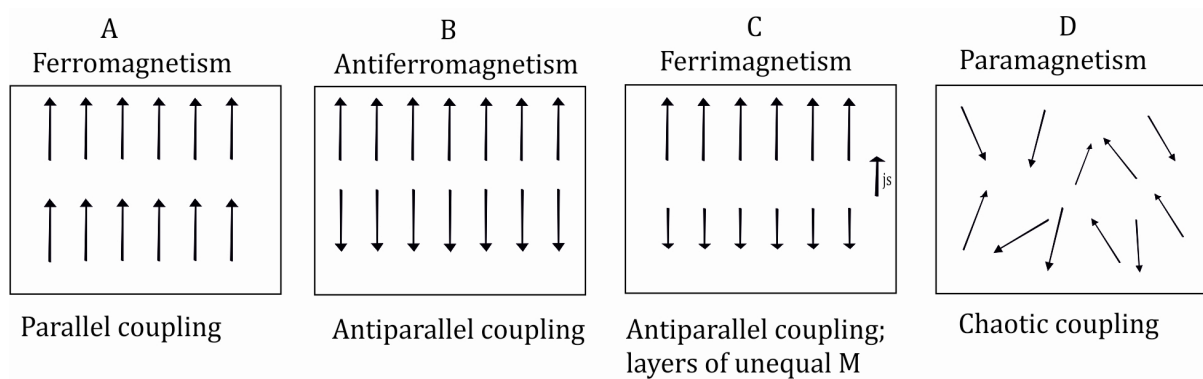 A
Ferromagnetism
Parallel coupling
B
Antiferromagnetism
Antiparallel coupling
C
Ferrimagnetism
js
Antiparallel coupling;
layers of unequal M
D
Paramagnetism
Chaotic coupling